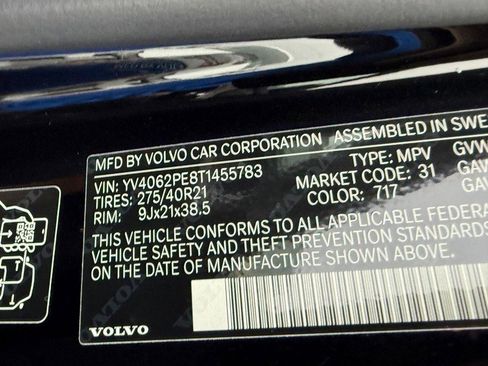 MFD BY VOLVO CAR CORPORATION ASSEMBLED IN SWE
VIN: YV4062PE8T1455783 TYPE: MPV GVW
TIRES: 275/40R21 MARKET CODE: 31 GAW
RIM: 9Jx21x38.5 COLOR: 717
THIS VEHICLE CONFORMS TO ALL APPLICABLE FEDERA
VEHICLE SAFETY AND THEFT PREVENTION STANDARDS
ON THE DATE OF MANUFACTURE SHOWN ABOVE.
VOLVO